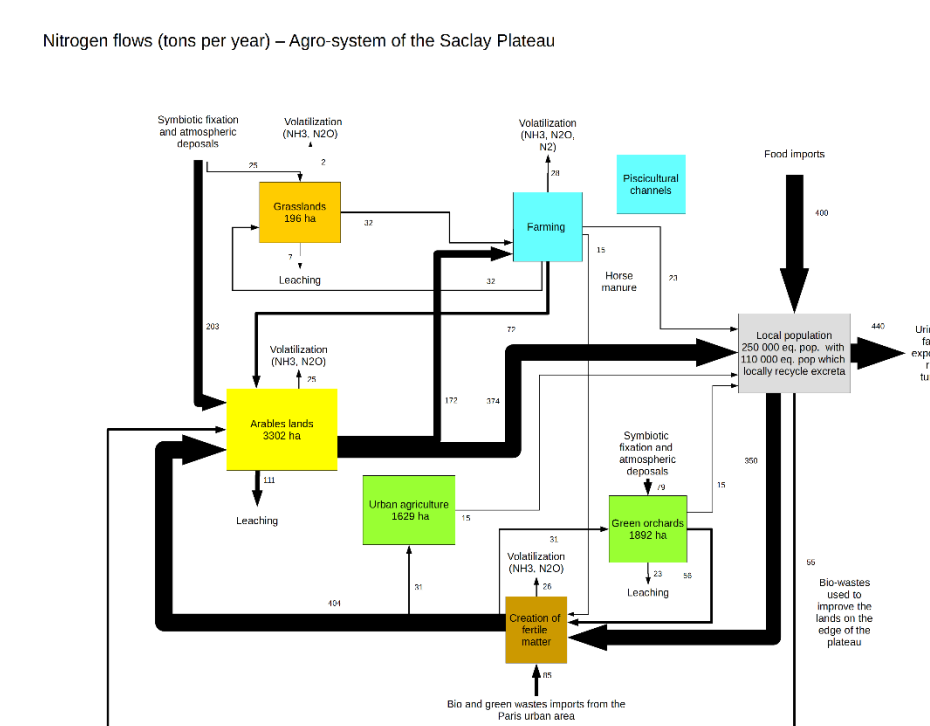 Nitrogen flows (tons per year) – Agro-system of the Saclay Plateau
Symbiotic fixation
and atmospheric
deposals
Volatilization
(NH3, N2O)
2
25
Grasslands
196 ha
32
7
Leaching
32
Volatilization
(NH3, N2O,
N2)
28
Farming
Piscicultural
channels
15
Horse
manure
23
Food imports
400
203
72
Local population
250 000 eq. pop. with
110 000 eq. pop which
locally recycle excreta
440
Volatilization
(NH3, N2O)
25
Arables lands
3302 ha
172
374
111
Leaching
Urban agriculture
1629 ha
15
Symbiotic
fixation and
atmospheric
deposals
79
Green orchards
1892 ha
15
350
31
23
56
Leaching
Volatilization
(NH3, N2O)
26
31
404
Creation of
fertile
matter
85
Bio and green wastes imports from the
Paris urban area
55
Bio-wastes
used to
improve the
lands on the
edge of the
plateau